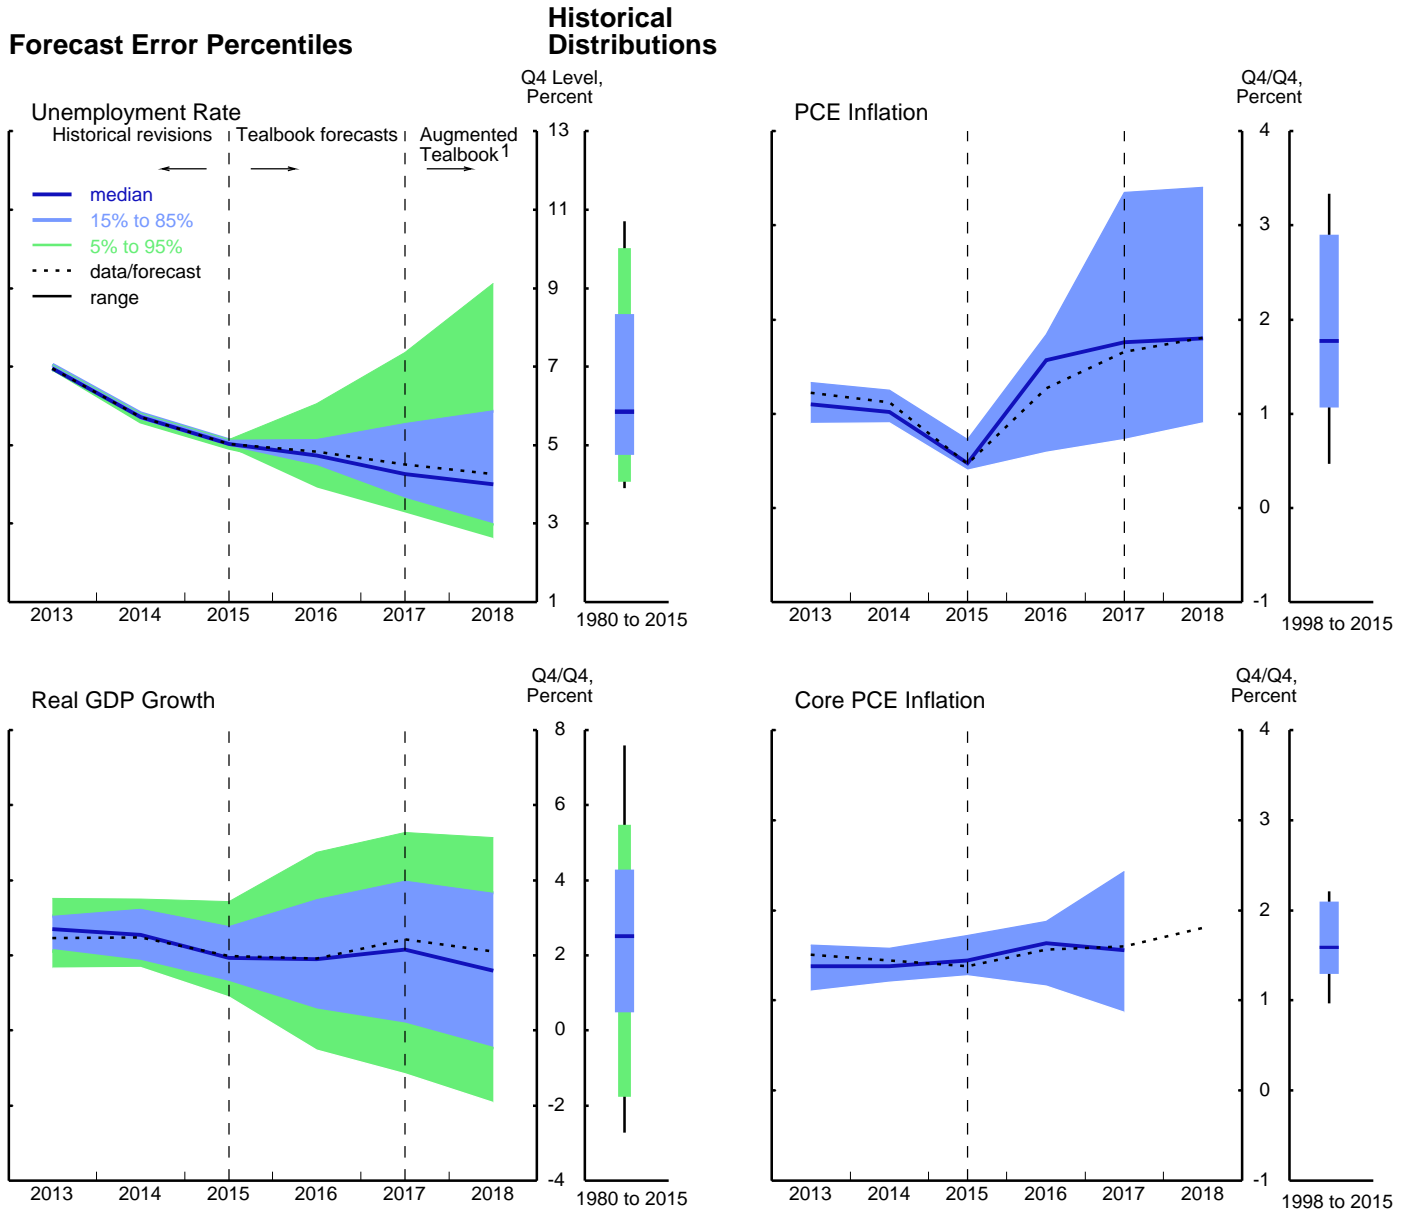 Forecast Error Percentiles
Historical
Distributions
Unemployment Rate
Q4 Level,
Percent
Historical revisions
Tealbook forecasts
Augmented
Tealbook1
median
15% to 85%
5% to 95%
data/forecast
range
13
11
9
7
5
3
1
2013 2014 2015 2016 2017 2018
1980 to 2015
PCE Inflation
Q4/Q4,
Percent
4
3
2
1
0
-1
2013 2014 2015 2016 2017 2018
1998 to 2015
Real GDP Growth
Q4/Q4,
Percent
8
6
4
2
0
-2
-4
2013 2014 2015 2016 2017 2018
1980 to 2015
Core PCE Inflation
Q4/Q4,
Percent
4
3
2
1
0
-1
2013 2014 2015 2016 2017 2018
1998 to 2015